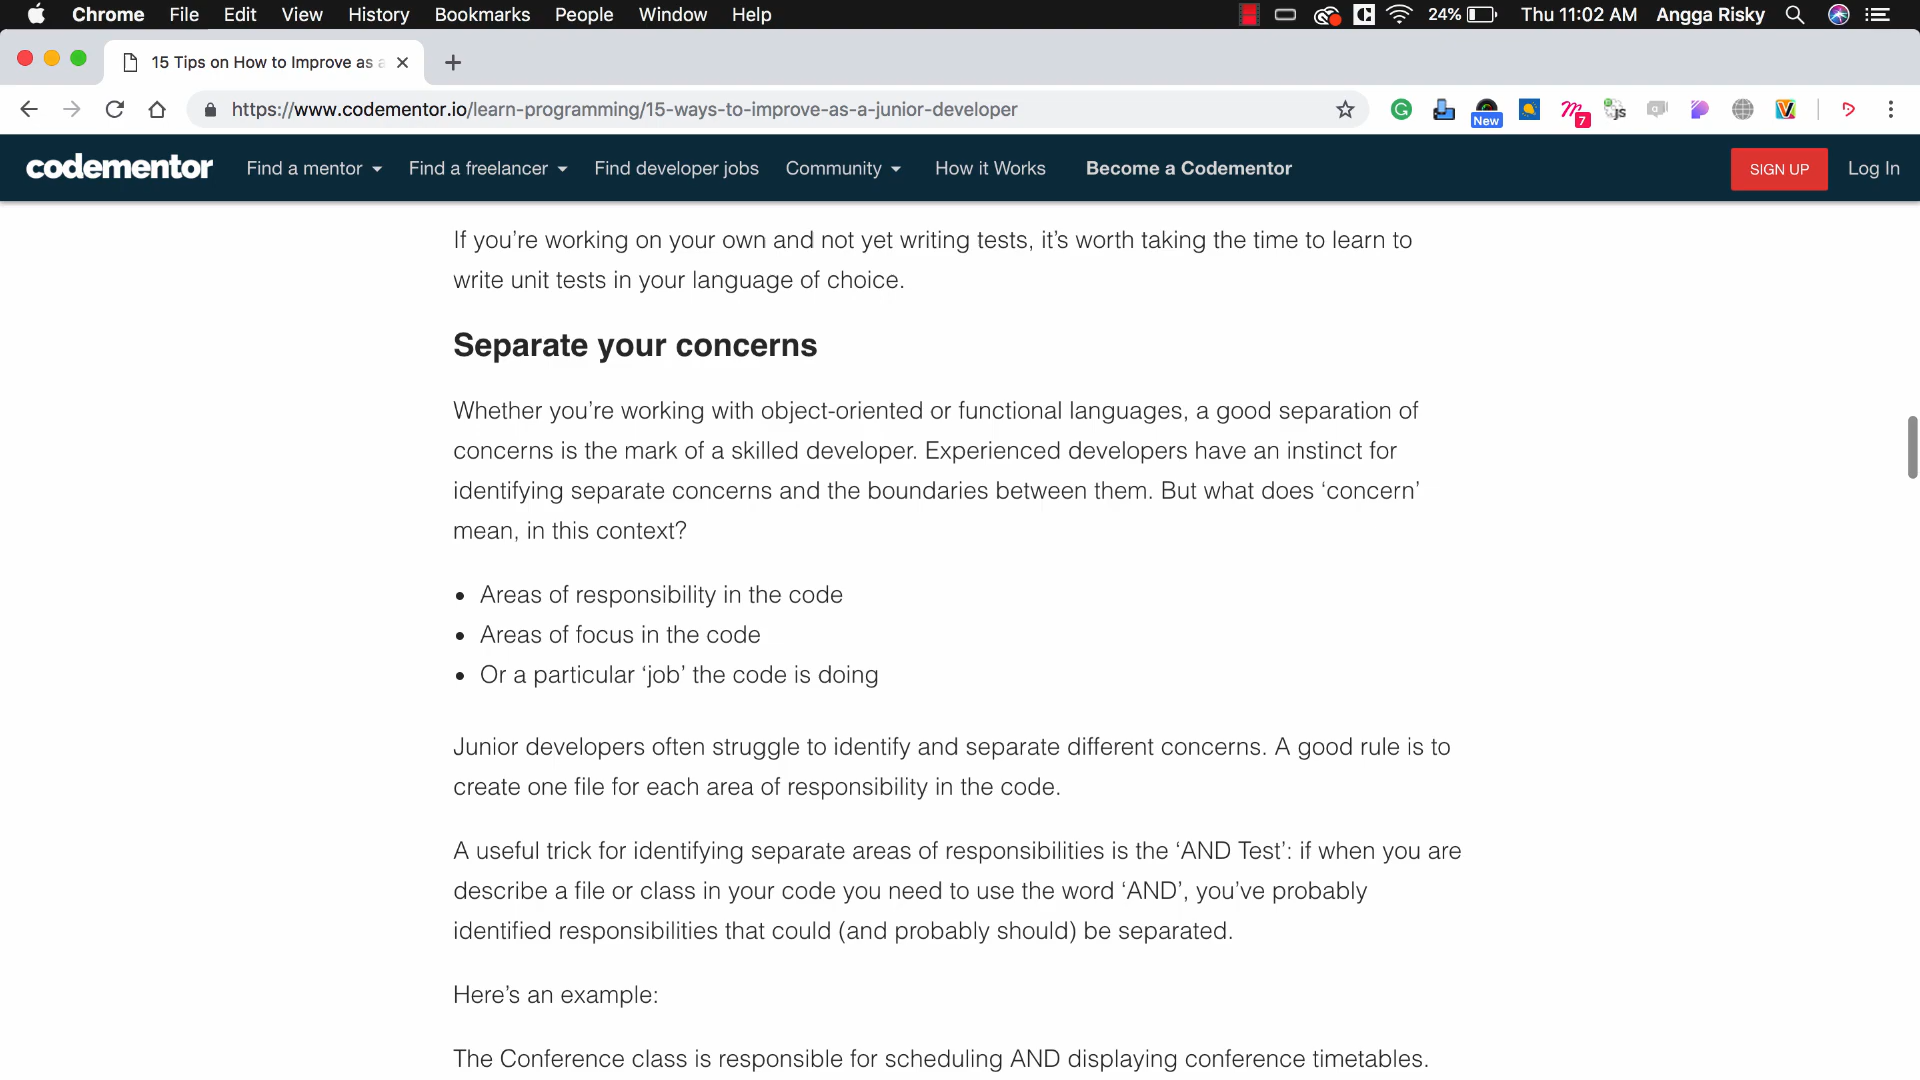 Chrome File Edit View History Bookmarks People Window Help 24% Thu 11:02 AM Angga Risky
15 Tips on How to Improve as a
https://www.codementor.io/learn-programming/15-ways-to-improve-as-a-junior-developer New 7 js
codementor Find a mentor Find a freelancer Find developer jobs Community How it Works Become a Codementor SIGN UP Log In
If you’re working on your own and not yet writing tests, it’s worth taking the time to learn to
write unit tests in your language of choice.
Separate your concerns
Whether you’re working with object-oriented or functional languages, a good separation of
concerns is the mark of a skilled developer. Experienced developers have an instinct for
identifying separate concerns and the boundaries between them. But what does ‘concern’
mean, in this context?
• Areas of responsibility in the code
• Areas of focus in the code
• Or a particular ‘job’ the code is doing
Junior developers often struggle to identify and separate different concerns. A good rule is to
create one file for each area of responsibility in the code.
A useful trick for identifying separate areas of responsibilities is the ‘AND Test’: if when you are
describe a file or class in your code you need to use the word ‘AND’, you’ve probably
identified responsibilities that could (and probably should) be separated.
Here’s an example:
The Conference class is responsible for scheduling AND displaying conference timetables.